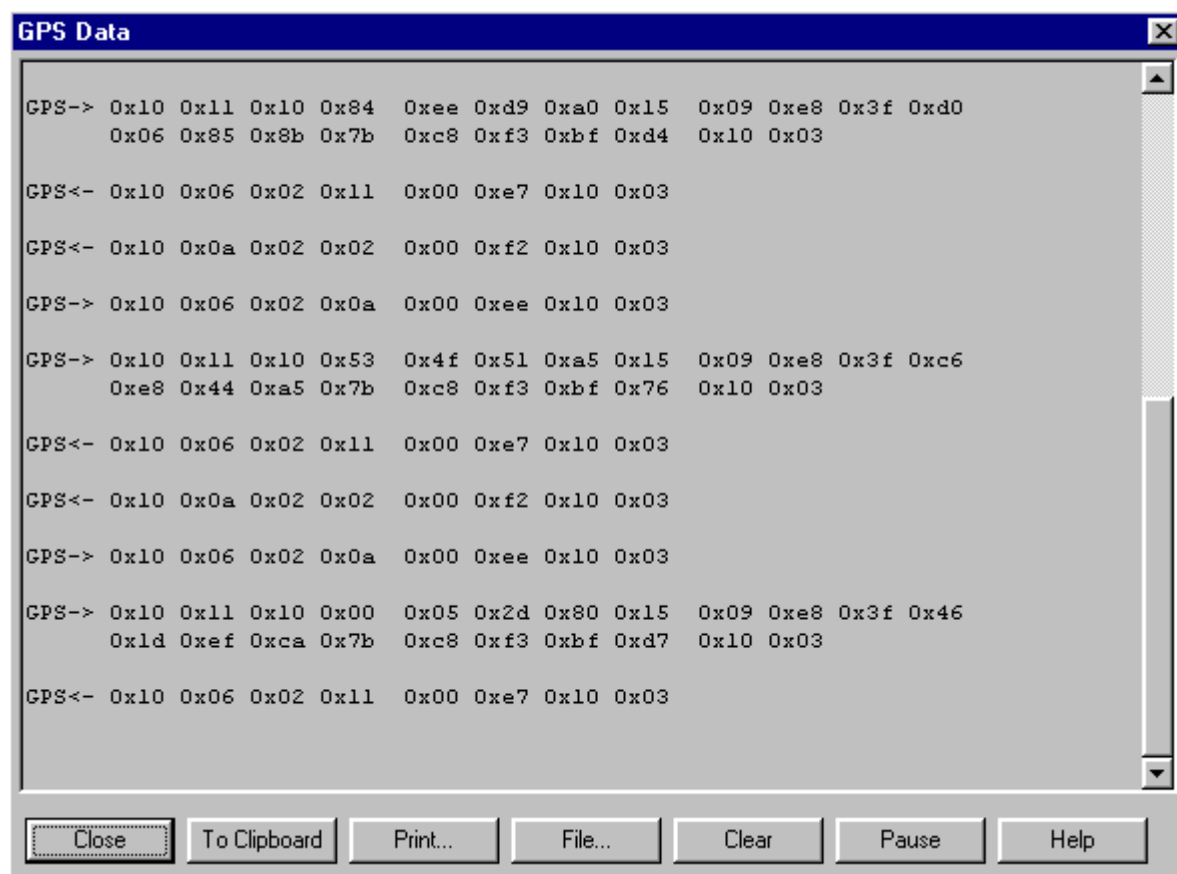 GPS Data
GPS-> 0x10 0x11 0x10 0x84  0xee 0xd9 0xa0 0x15  0x09 0xe8 0x3f 0xd0
0x06 0x85 0x8b 0x7b  0xc8 0xf3 0xbf 0xd4  0x10 0x03
GPS<- 0x10 0x06 0x02 0x11  0x00 0xe7 0x10 0x03
GPS<- 0x10 0x0a 0x02 0x02  0x00 0xf2 0x10 0x03
GPS-> 0x10 0x06 0x02 0x0a  0x00 0xee 0x10 0x03
GPS-> 0x10 0x11 0x10 0x53  0x4f 0x51 0xa5 0x15  0x09 0xe8 0x3f 0xc6
0xe8 0x44 0xa5 0x7b  0xc8 0xf3 0xbf 0x76  0x10 0x03
GPS<- 0x10 0x06 0x02 0x11  0x00 0xe7 0x10 0x03
GPS<- 0x10 0x0a 0x02 0x02  0x00 0xf2 0x10 0x03
GPS-> 0x10 0x06 0x02 0x0a  0x00 0xee 0x10 0x03
GPS-> 0x10 0x11 0x10 0x00  0x05 0x2d 0x80 0x15  0x09 0xe8 0x3f 0x46
0x1d 0xef 0xca 0x7b  0xc8 0xf3 0xbf 0xd7  0x10 0x03
GPS<- 0x10 0x06 0x02 0x11  0x00 0xe7 0x10 0x03
Close To Clipboard Print... File... Clear Pause Help